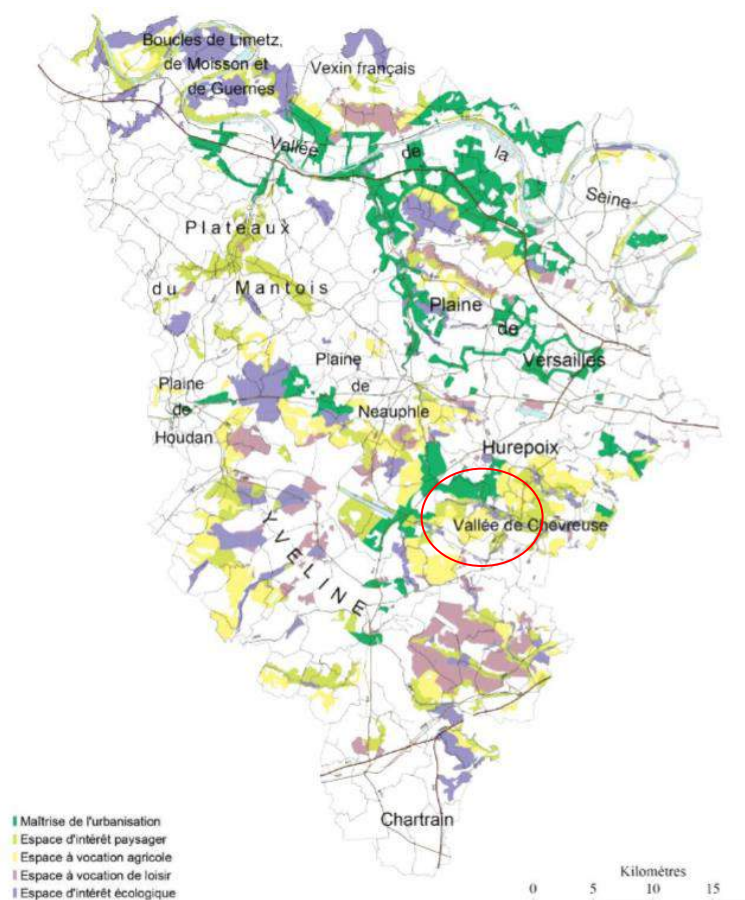 Boucles de Limetz,
de Moisson et
de Guernes
Vexin français
Vallée de la Seine
Plateaux
du Mantois
Plaine
de
Versailles
Plaine
de
Neauphle
Plaine
de
Houdan
Hurepoix
Vallée de Chevreuse
YVELINE
Chartrain
Maîtrise de l'urbanisation
Espace d'intérêt paysager
Espace à vocation agricole
Espace à vocation de loisir
Espace d'intérêt écologique
Kilomètres
0 5 10 15